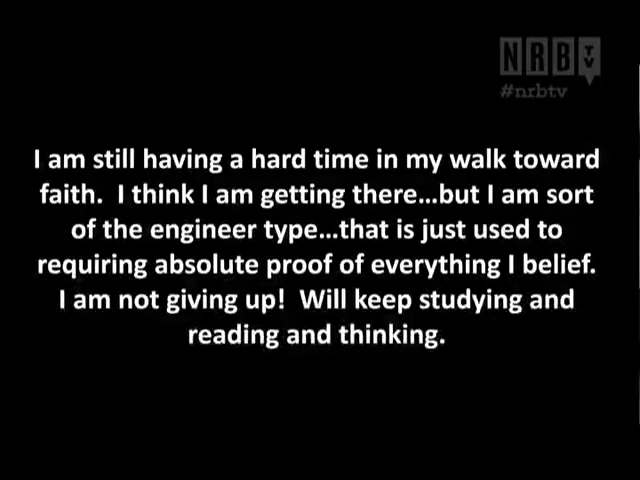 NRB
TV
#nrbtv
I am still having a hard time in my walk toward
faith.  I think I am getting there...but I am sort
of the engineer type...that is just used to
requiring absolute proof of everything I belief.
I am not giving up!  Will keep studying and
reading and thinking.